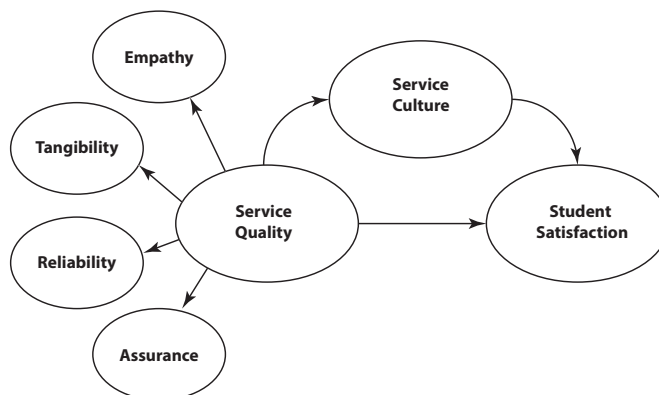 Empathy
Service
Culture
Tangibility
Service
Quality
Student
Satisfaction
Reliability
Assurance